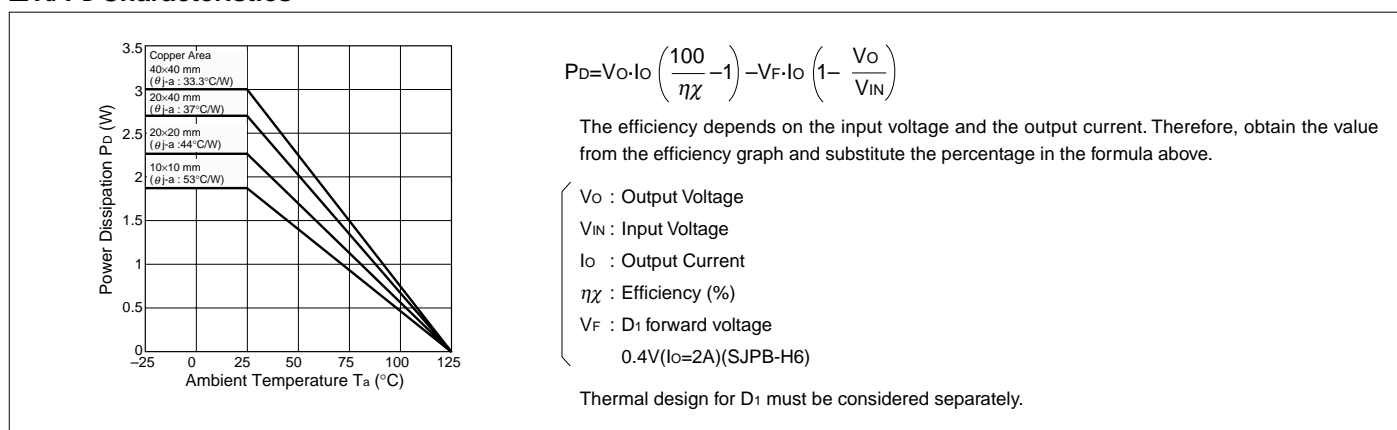 3.5
3
2.5
2
1.5
1
0.5
0
Power Dissipation PD (W)
Copper Area
40×40 mm
(θj-a : 33.3°C/W)
20×40 mm
(θj-a : 37°C/W)
20×20 mm
(θj-a :44°C/W)
10×10 mm
(θj-a : 53°C/W)
–25 0 25 50 75 100 125
Ambient Temperature Ta (°C)
PD=VO·IO (100/ηχ –1) –VF·IO (1– VO/VIN)
The efficiency depends on the input voltage and the output current. Therefore, obtain the value
from the efficiency graph and substitute the percentage in the formula above.
VO : Output Voltage
VIN : Input Voltage
IO : Output Current
ηχ : Efficiency (%)
VF : D1 forward voltage
0.4V(IO=2A)(SJPB-H6)
Thermal design for D1 must be considered separately.